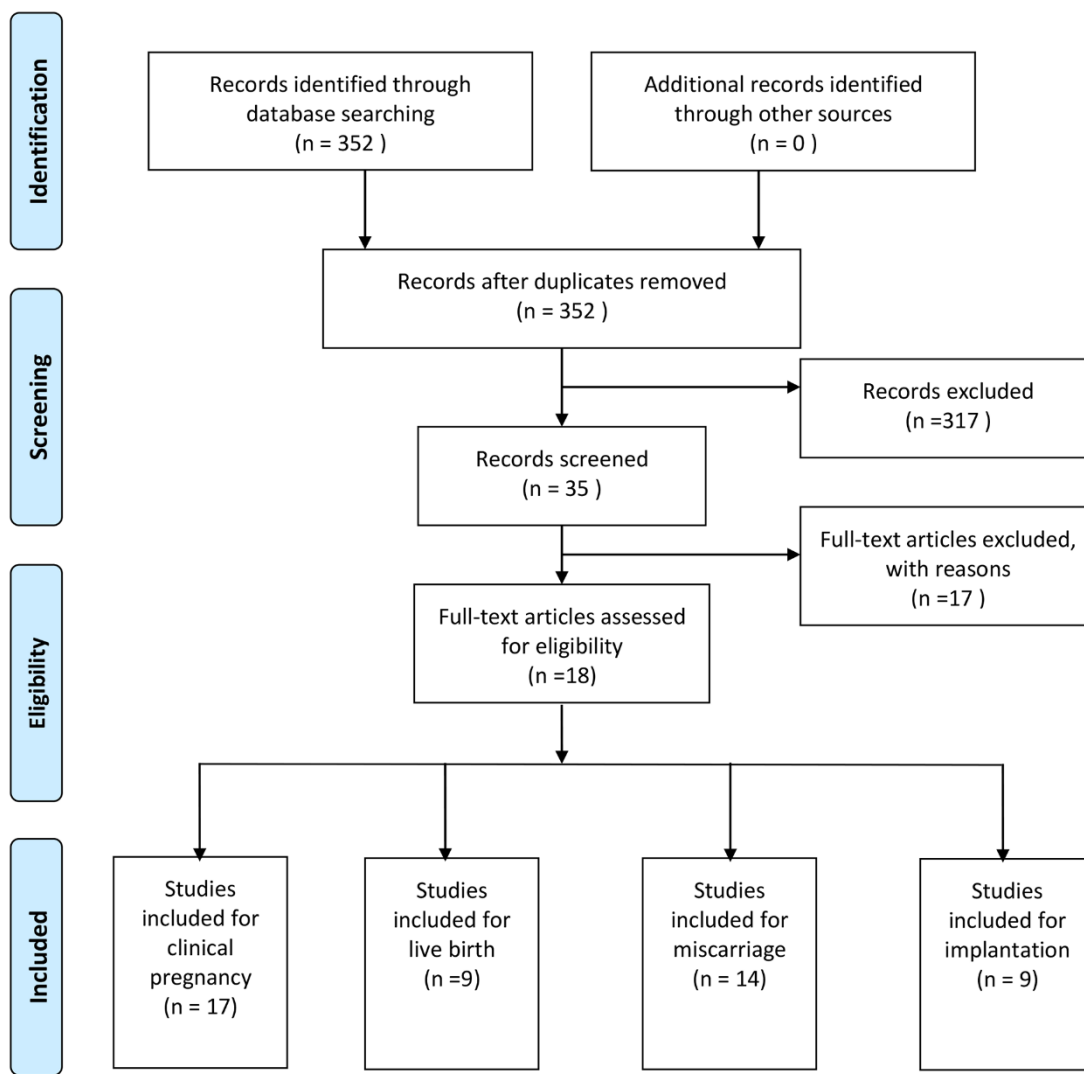 Identification
Records identified through
database searching
(n = 352 )
Additional records identified
through other sources
(n = 0 )
Records after duplicates removed
(n = 352 )
Screening
Records excluded
(n =317 )
Records screened
(n = 35 )
Full-text articles excluded,
with reasons
(n =17 )
Eligibility
Full-text articles assessed
for eligibility
(n =18)
Included
Studies
included for
clinical
pregnancy
(n = 17)
Studies
included for
live birth
(n =9)
Studies
included for
miscarriage
(n = 14)
Studies
included for
implantation
(n = 9)